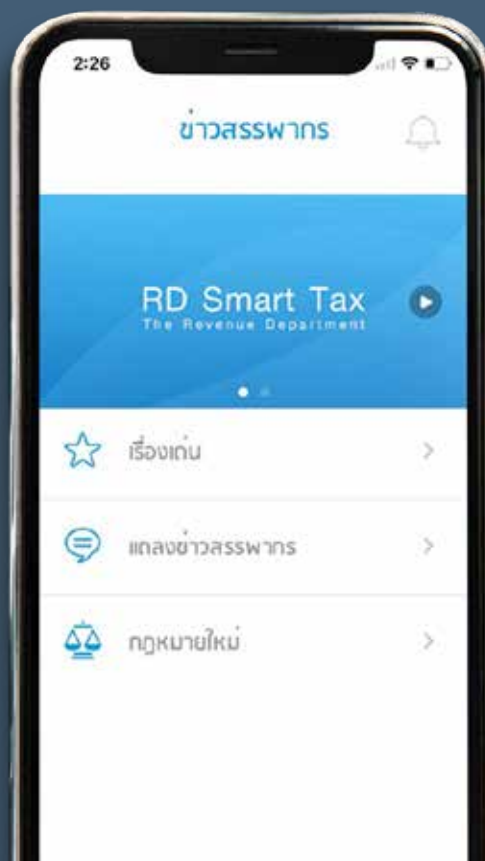 2:26
ข่าวสรรพากร
RD Smart Tax
The Revenue Department
เรื่องเด่น
แถลงข่าวสรรพากร
กฎหมายใหม่